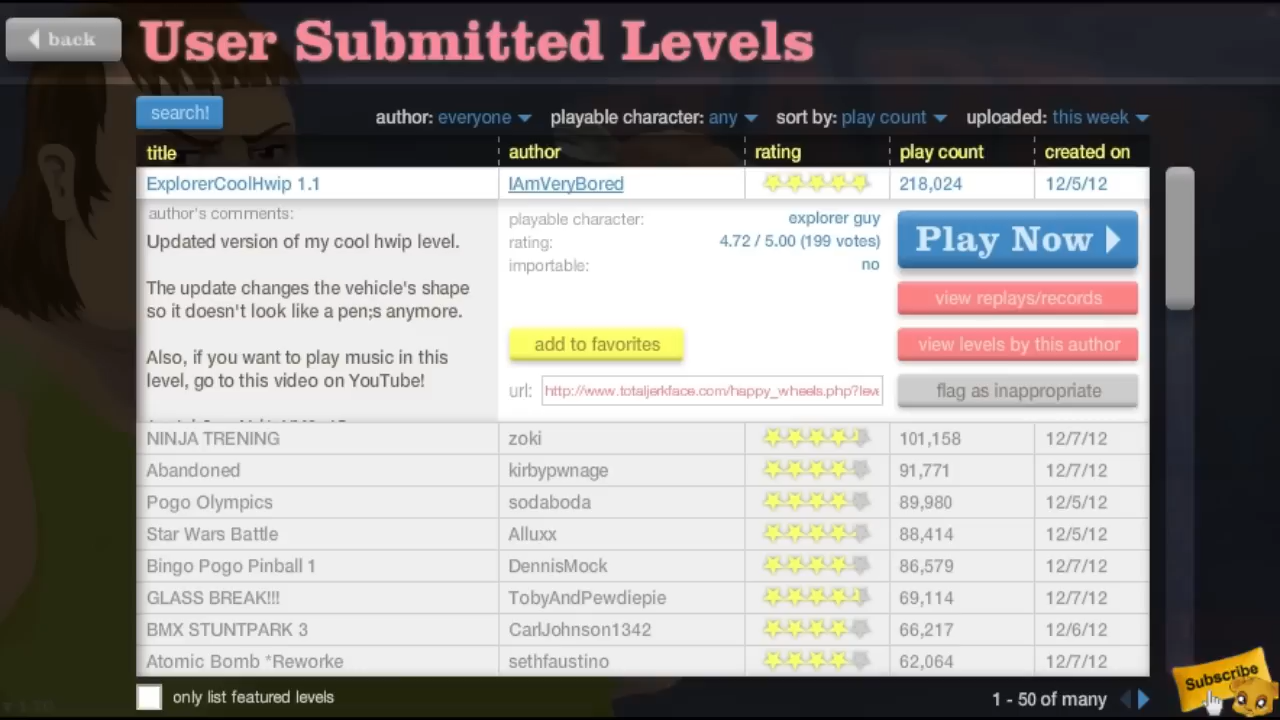 back
User Submitted Levels
search!
author: everyone playable character: any sort by: play count uploaded: this week
title author rating play count created on
ExplorerCoolHwip 1.1 IAmVeryBored 218,024 12/5/12
author's comments:
Updated version of my cool hwip level.
The update changes the vehicle's shape
so it doesn't look like a pen;s anymore.
Also, if you want to play music in this
level, go to this video on YouTube!
playable character: explorer guy
rating: 4.72 / 5.00 (199 votes)
importable: no
add to favorites
url: http://www.totaljerkface.com/happy_wheels.php?leve
Play Now
view replays/records
view levels by this author
flag as inappropriate
NINJA TRENING zoki 101,158 12/7/12
Abandoned kirbypwnage 91,771 12/7/12
Pogo Olympics sodaboda 89,980 12/5/12
Star Wars Battle Alluxx 88,414 12/5/12
Bingo Pogo Pinball 1 DennisMock 86,579 12/7/12
GLASS BREAK!!! TobyAndPewdiepie 69,114 12/7/12
BMX STUNTPARK 3 CarlJohnson1342 66,217 12/6/12
Atomic Bomb *Reworke sethfaustino 62,064 12/7/12
only list featured levels
1 - 50 of many
Subscribe